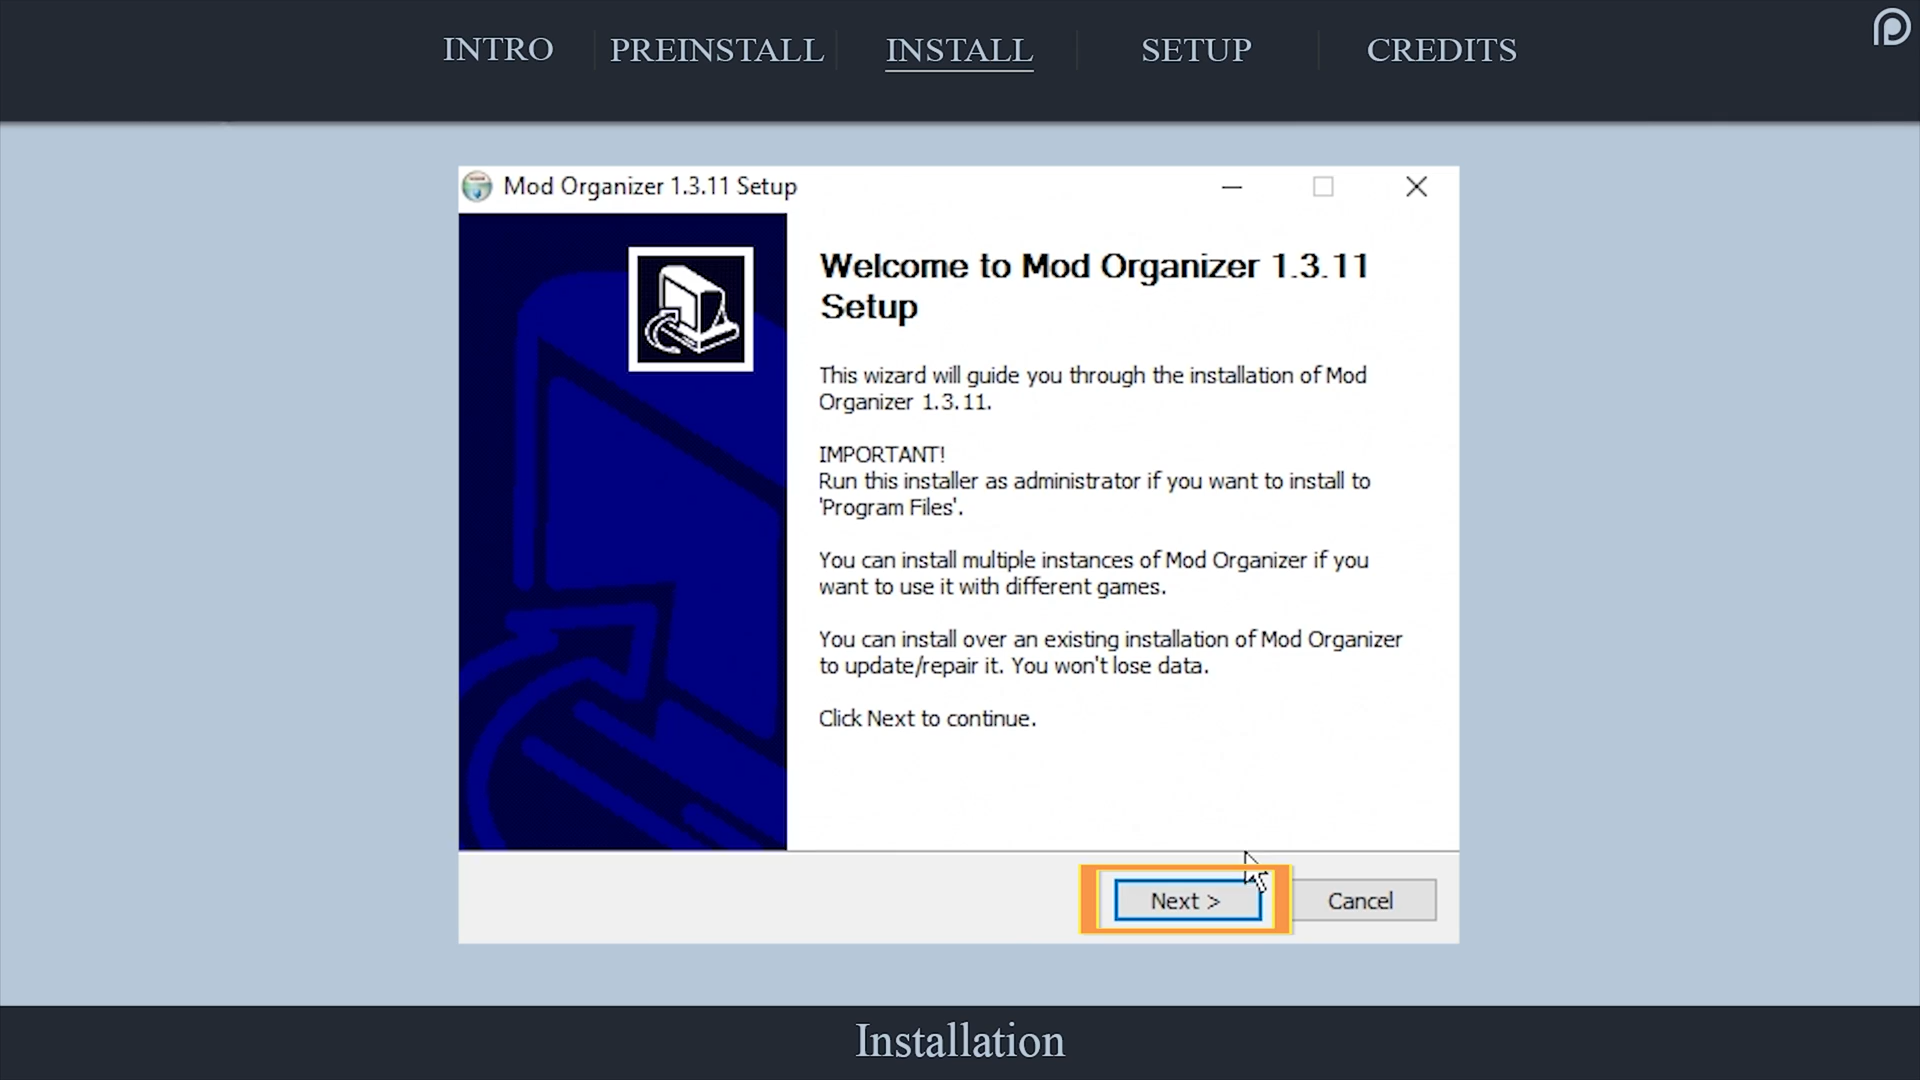 INTRO PREINSTALL INSTALL SETUP CREDITS
Mod Organizer 1.3.11 Setup
Welcome to Mod Organizer 1.3.11
Setup
This wizard will guide you through the installation of Mod
Organizer 1.3.11.
IMPORTANT!
Run this installer as administrator if you want to install to
'Program Files'.
You can install multiple instances of Mod Organizer if you
want to use it with different games.
You can install over an existing installation of Mod Organizer
to update/repair it. You won't lose data.
Click Next to continue.
Next > Cancel
Installation